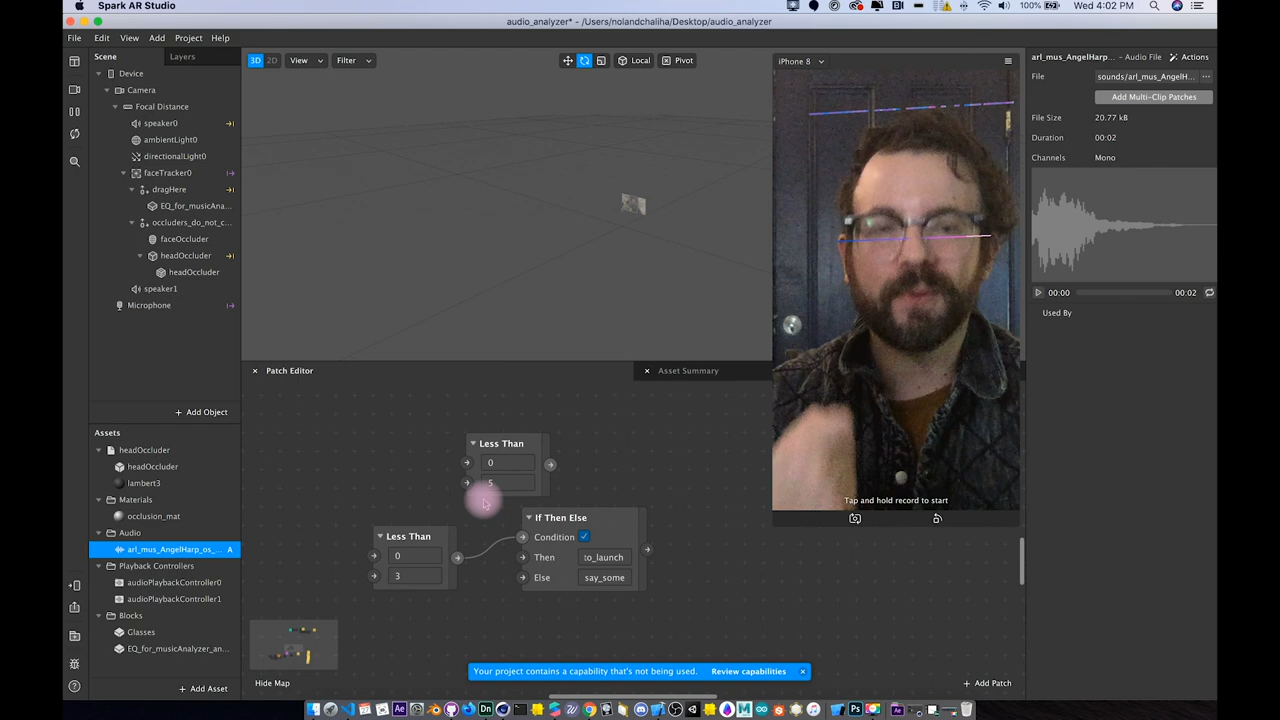 Spark AR Studio
100%
Wed 4:02 PM
audio_analyzer* — /Users/nolandchaliha/Desktop/audio_analyzer
File Edit View Add Project Help
Scene
Layers
Device
Camera
Focal Distance
speaker0
ambientLight0
directionalLight0
faceTracker0
dragHere
EQ_for_musicAna...
occluders_do_not_c...
faceOccluder
headOccluder
headOccluder
speaker1
Microphone
Add Object
Assets
headOccluder
headOccluder
lambert3
Materials
occlusion_mat
Audio
arl_mus_AngelHarp_os_... A
Playback Controllers
audioPlaybackController0
audioPlaybackController1
Blocks
Glasses
EQ_for_musicAnalyzer_an...
Add Asset
3D 2D
View
Filter
Local
Pivot
Patch Editor
Asset Summary
Less Than
0
5
If Then Else
Condition
Then to_launch
Else say_some
Less Than
0
3
Your project contains a capability that's not being used. Review capabilities
Hide Map
Add Patch
iPhone 8
Tap and hold record to start
arl_mus_AngelHarp... — Audio File
Actions
File sounds/arl_mus_AngelH...
Add Multi-Clip Patches
File Size 20.77 kB
Duration 00:02
Channels Mono
00:00 00:02
Used By